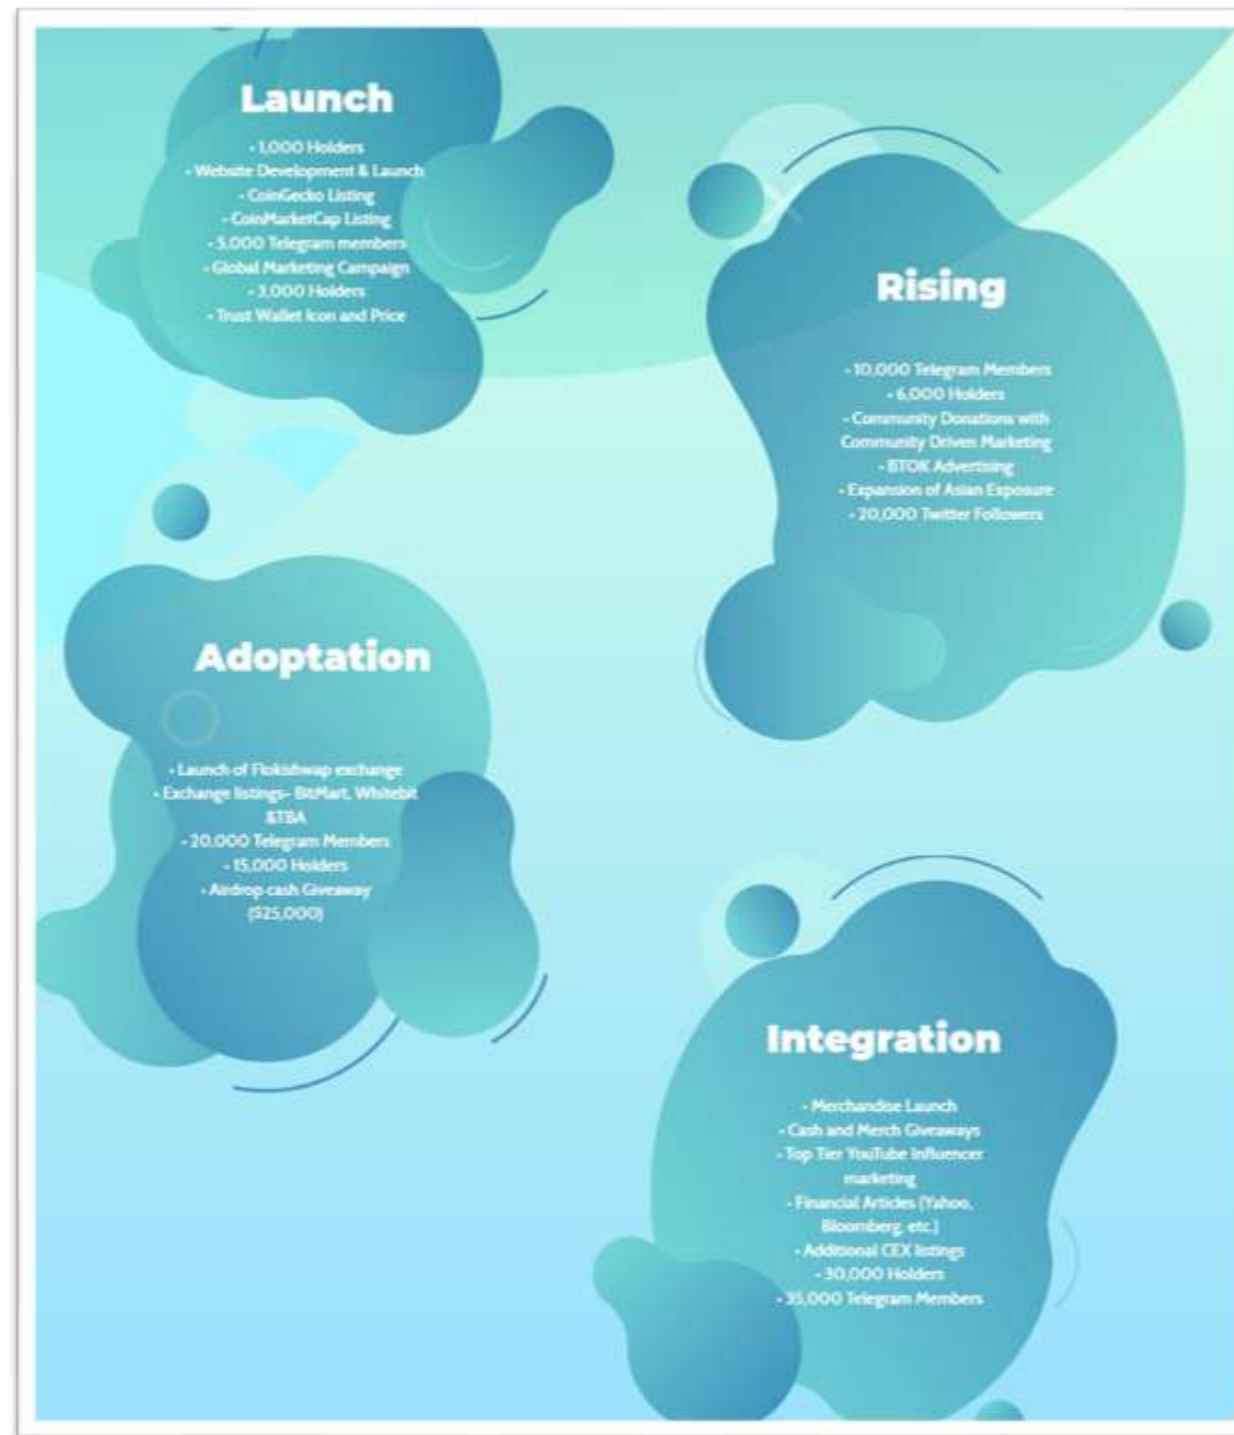 Launch
• 1,000 Holders
• Website Development & Launch
• CoinGecko Listing
• CoinMarketCap Listing
• 5,000 Telegram members
• Global Marketing Campaign
• 3,000 Holders
• Trust Wallet Icon and Price
Rising
• 10,000 Telegram Members
• 6,000 Holders
• Community Donations with
Community Driven Marketing
• BTOK Advertising
• Expansion of Asian Exposure
• 20,000 Twitter Followers
Adoptation
• Launch of Flokishwap exchange
• Exchange listings- BitMart, Whitebit
&TBA
• 20,000 Telegram Members
• 15,000 Holders
• Airdrop cash Giveaway
($25,000)
Integration
• Merchandise Launch
• Cash and Merch Giveaways
• Top Tier YouTube Influencer
marketing
• Financial Articles (Yahoo,
Bloomberg, etc.)
• Additional CEX listings
• 30,000 Holders
• 35,000 Telegram Members